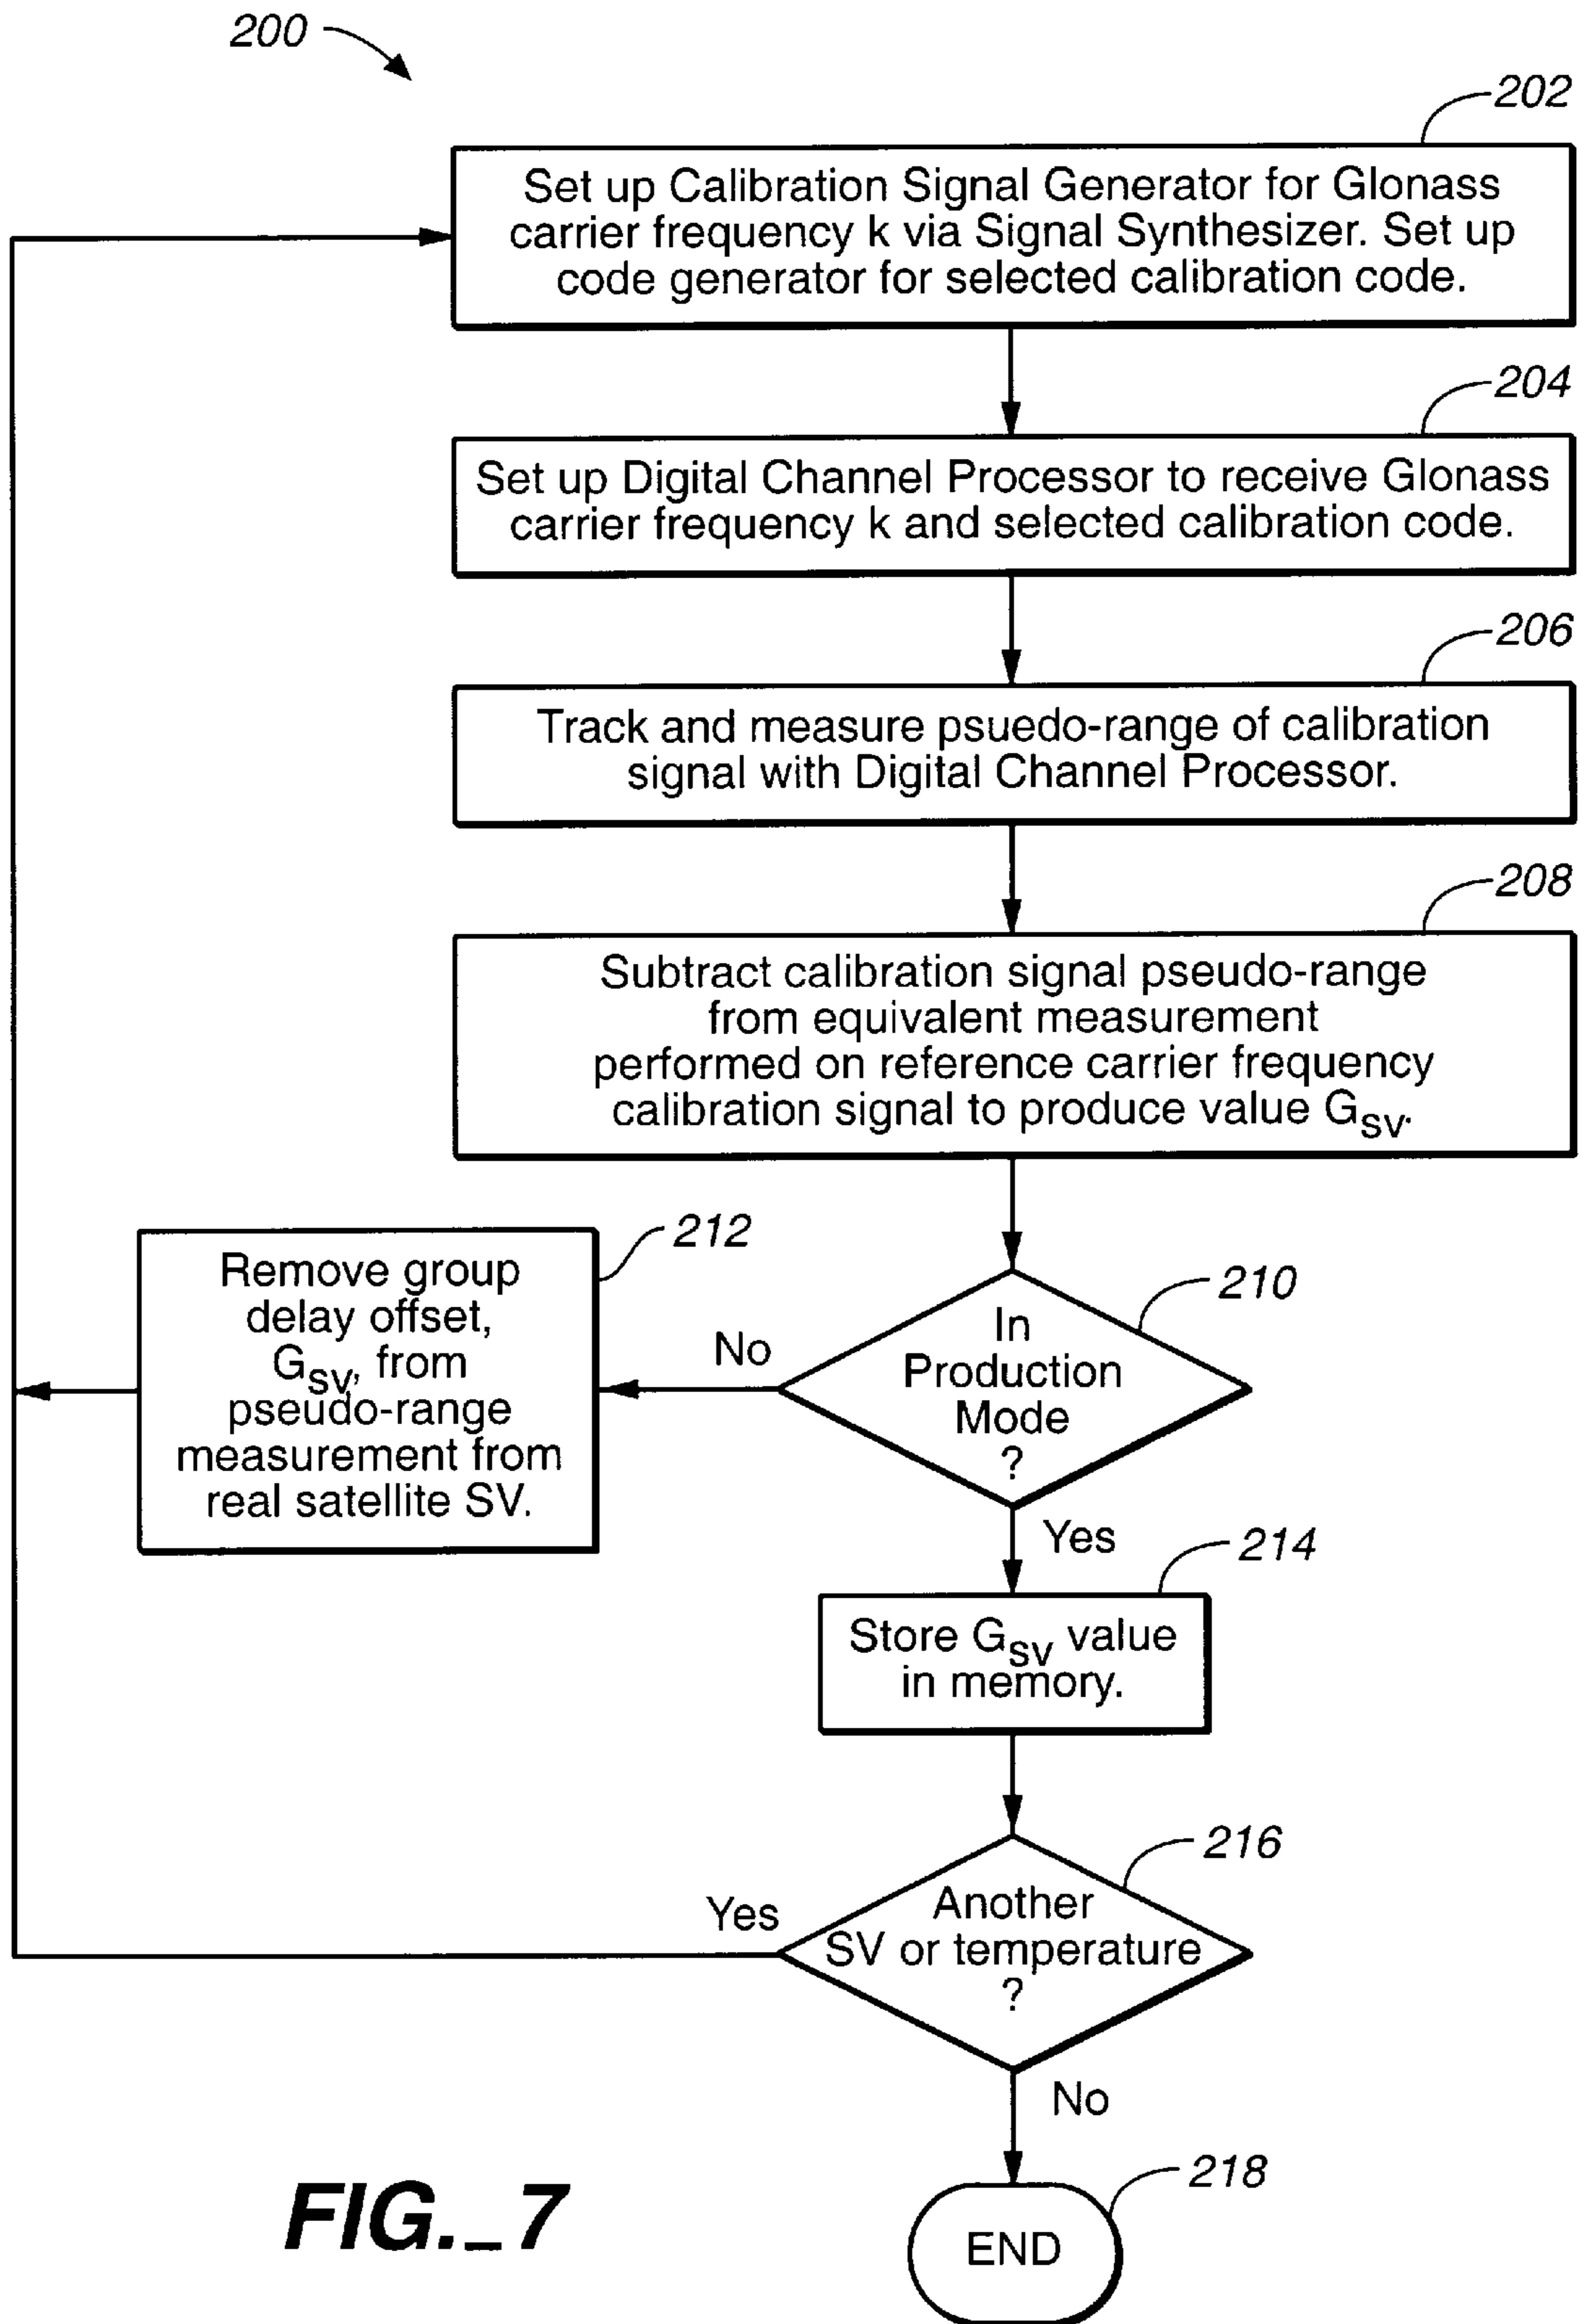 200
202
Set up Calibration Signal Generator for Glonass
carrier frequency k via Signal Synthesizer. Set up
code generator for selected calibration code.
204
Set up Digital Channel Processor to receive Glonass
carrier frequency k and selected calibration code.
206
Track and measure psuedo-range of calibration
signal with Digital Channel Processor.
208
Subtract calibration signal pseudo-range
from equivalent measurement
performed on reference carrier frequency
calibration signal to produce value GSV.
210
In
Production
Mode
?
No
212
Remove group
delay offset,
GSV, from
pseudo-range
measurement from
real satellite SV.
Yes
214
Store GSV value
in memory.
216
Another
SV or temperature
?
Yes
No
218
END
FIG._7